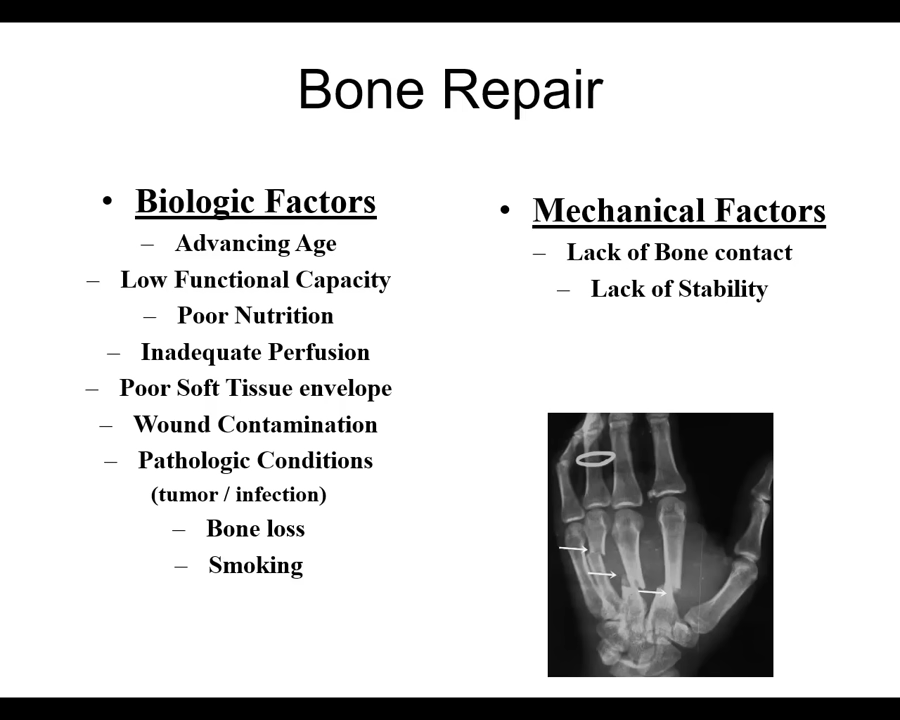 Bone Repair
• Biologic Factors
– Advancing Age
– Low Functional Capacity
– Poor Nutrition
– Inadequate Perfusion
– Poor Soft Tissue envelope
– Wound Contamination
– Pathologic Conditions
(tumor / infection)
– Bone loss
– Smoking
• Mechanical Factors
– Lack of Bone contact
– Lack of Stability